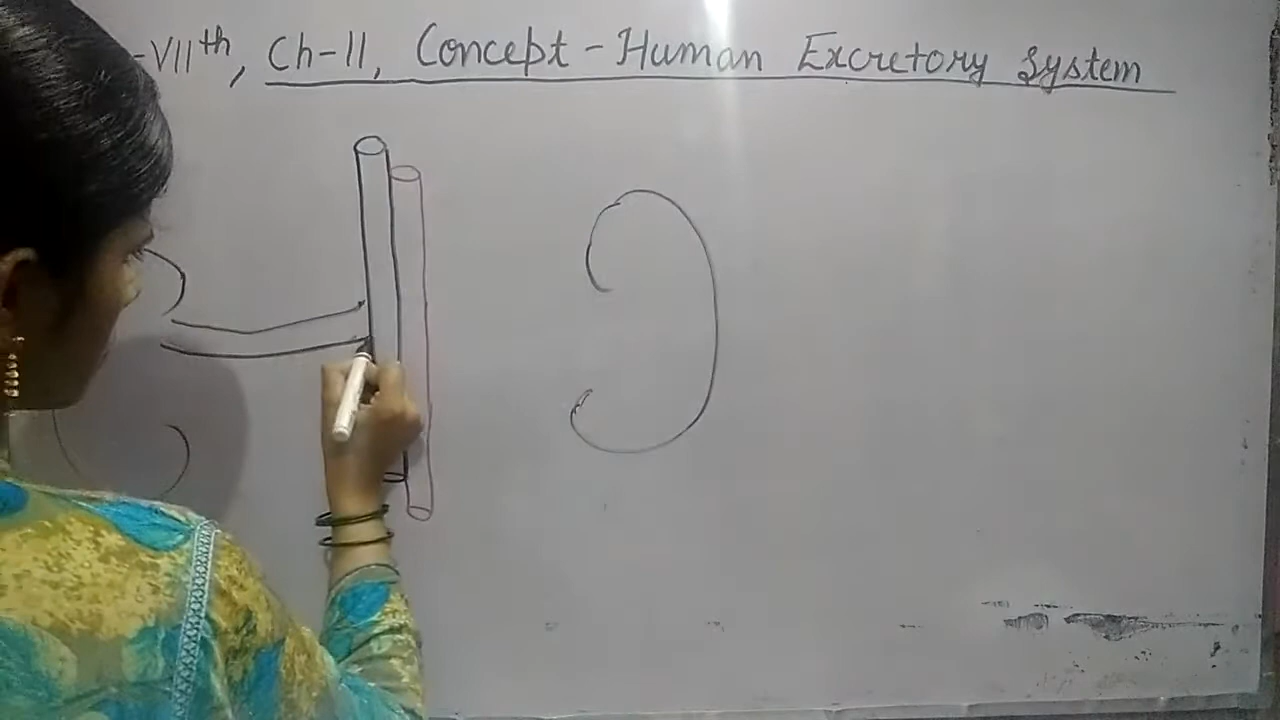 -VIIth, Ch-11, Concept - Human Excretory System